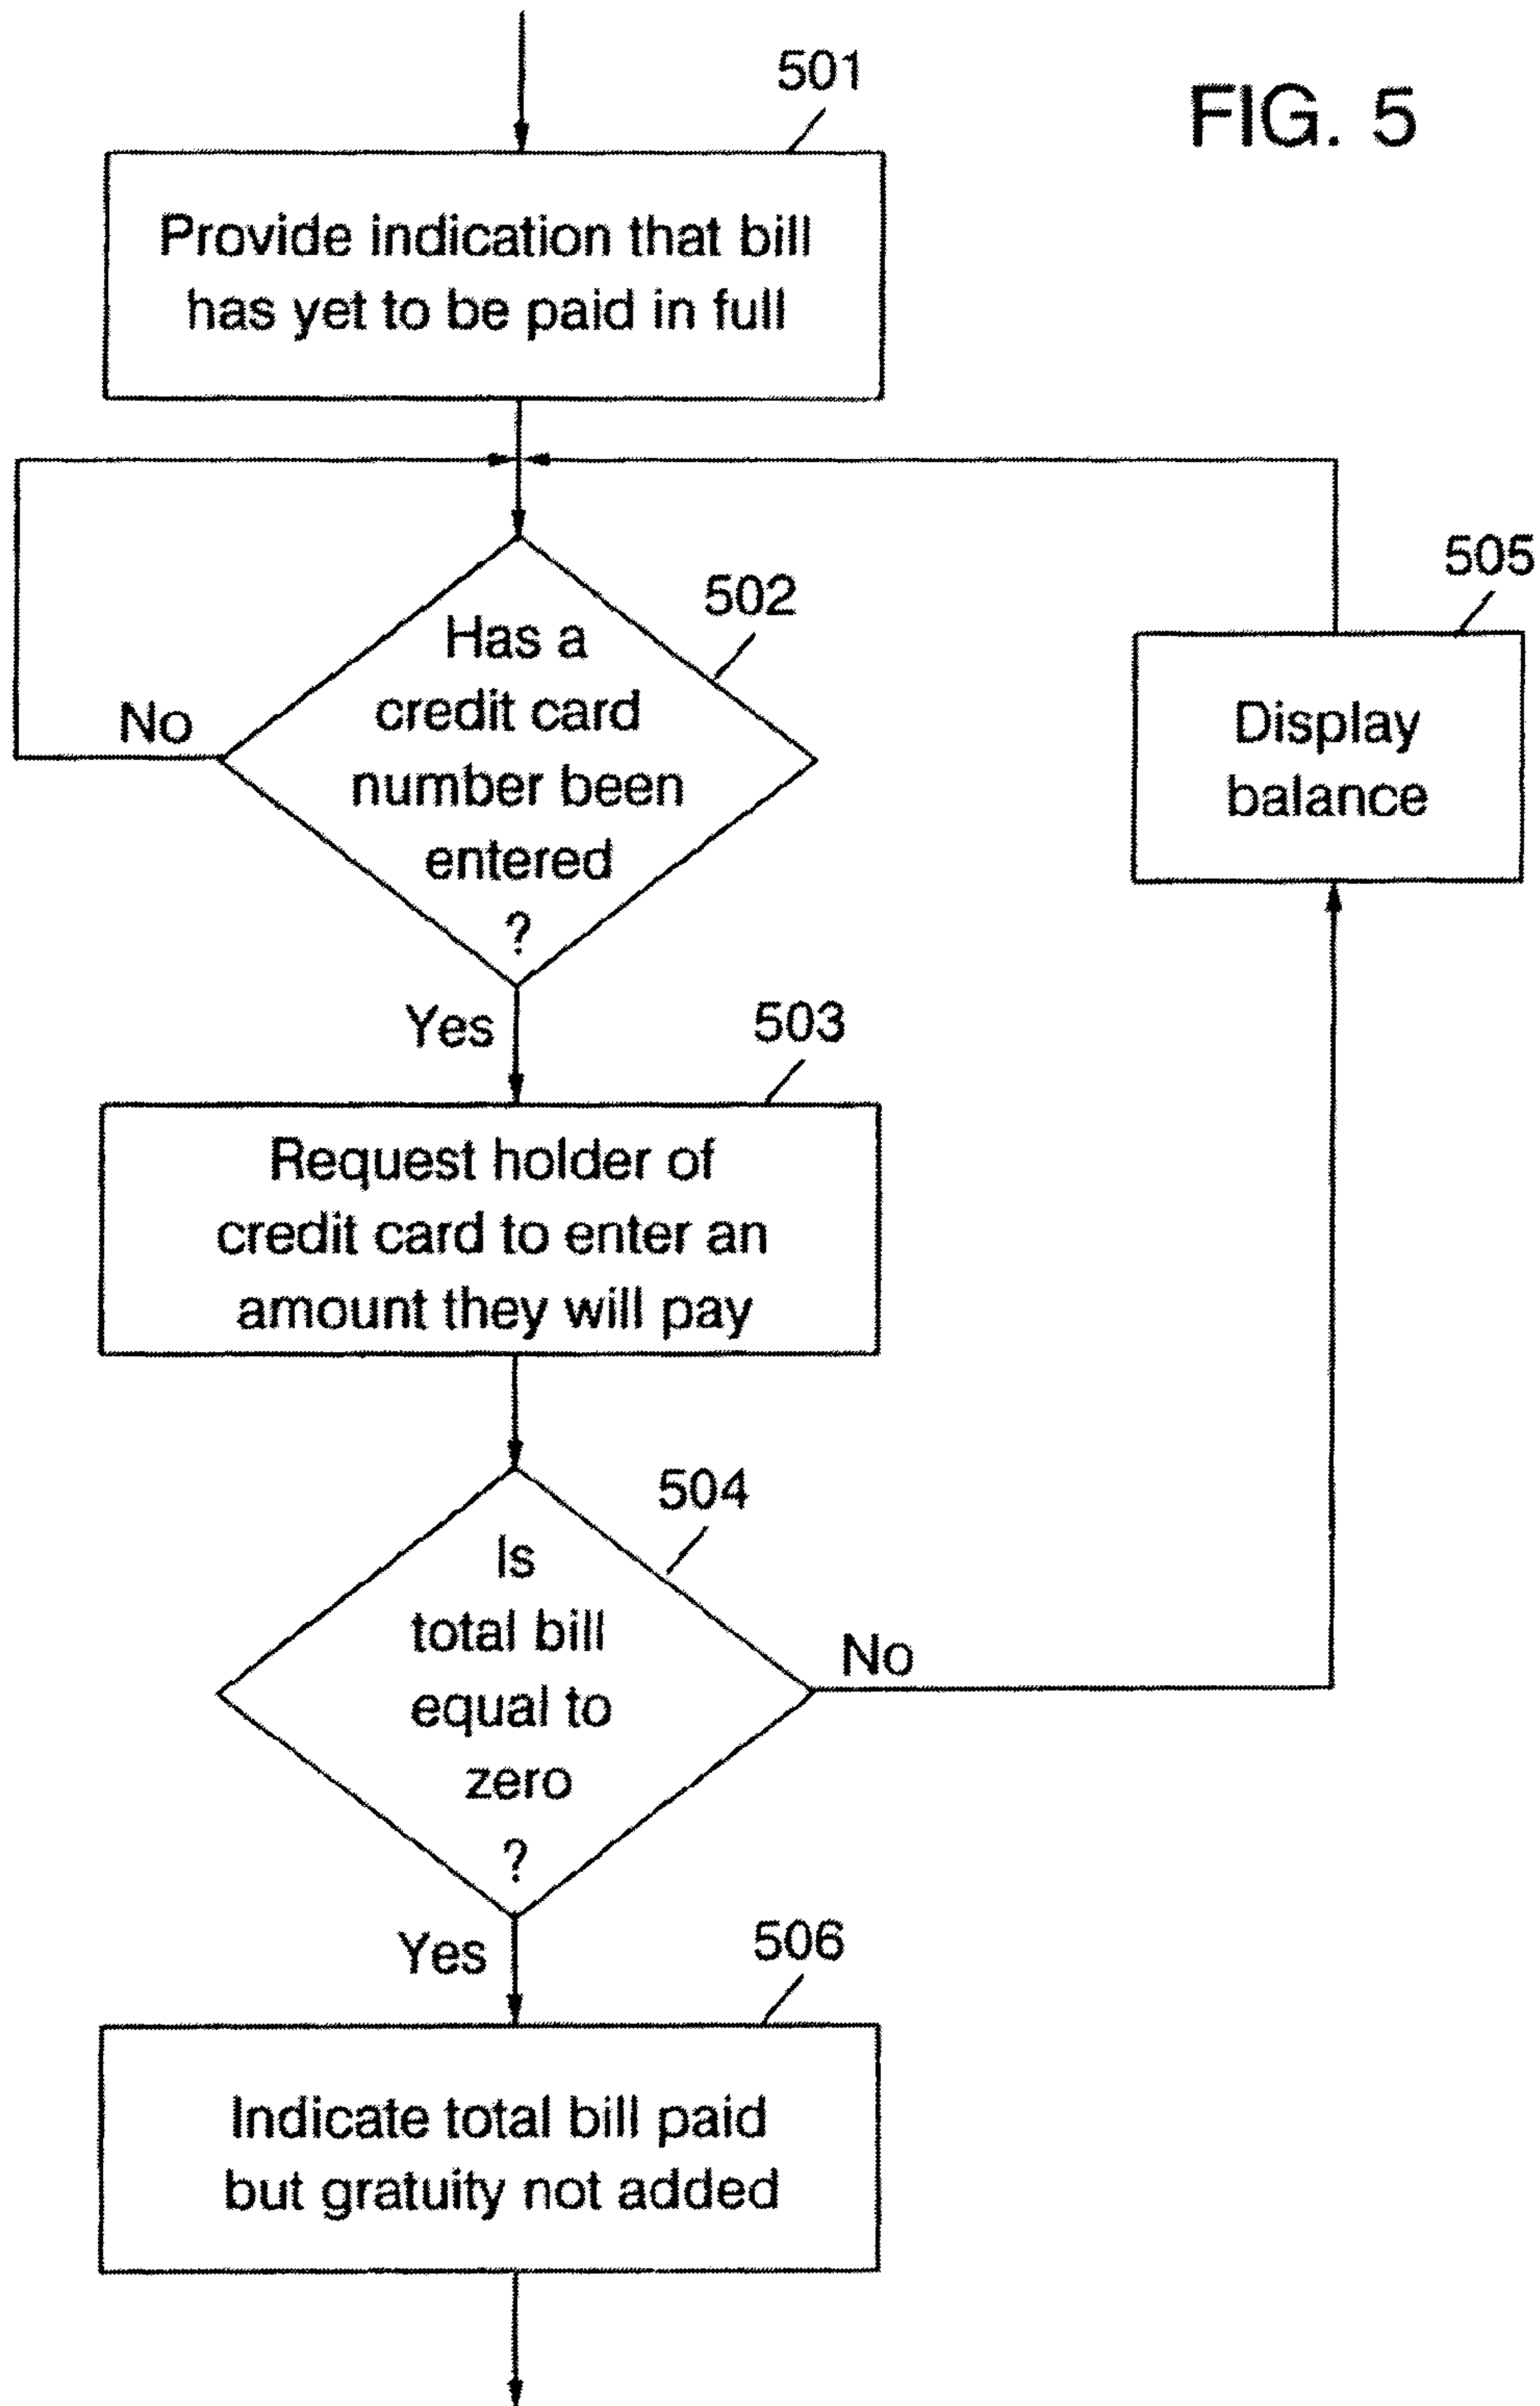 FIG. 5
501
Provide indication that bill
has yet to be paid in full
502
Has a
credit card
number been
entered
?
No
Yes
503
Request holder of
credit card to enter an
amount they will pay
504
Is
total bill
equal to
zero
?
No
505
Display
balance
Yes
506
Indicate total bill paid
but gratuity not added